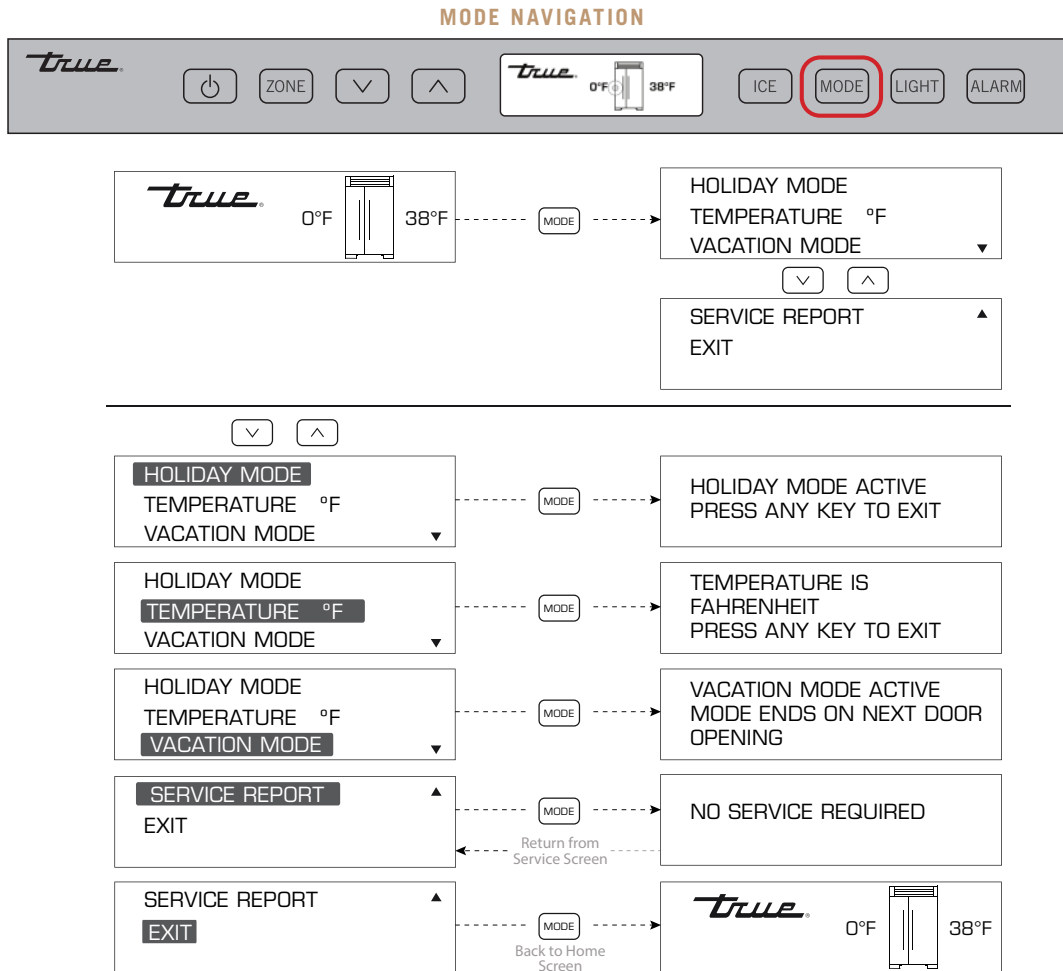 MODE NAVIGATION
true.
ZONE
true.
0°F 38°F
ICE MODE LIGHT ALARM
true.
0°F 38°F
MODE
HOLIDAY MODE
TEMPERATURE °F
VACATION MODE
SERVICE REPORT
EXIT
HOLIDAY MODE
TEMPERATURE °F
VACATION MODE
MODE
HOLIDAY MODE ACTIVE
PRESS ANY KEY TO EXIT
HOLIDAY MODE
TEMPERATURE °F
VACATION MODE
MODE
TEMPERATURE IS
FAHRENHEIT
PRESS ANY KEY TO EXIT
HOLIDAY MODE
TEMPERATURE °F
VACATION MODE
MODE
VACATION MODE ACTIVE
MODE ENDS ON NEXT DOOR
OPENING
SERVICE REPORT
EXIT
MODE
Return from
Service Screen
NO SERVICE REQUIRED
SERVICE REPORT
EXIT
MODE
Back to Home
Screen
true.
0°F 38°F